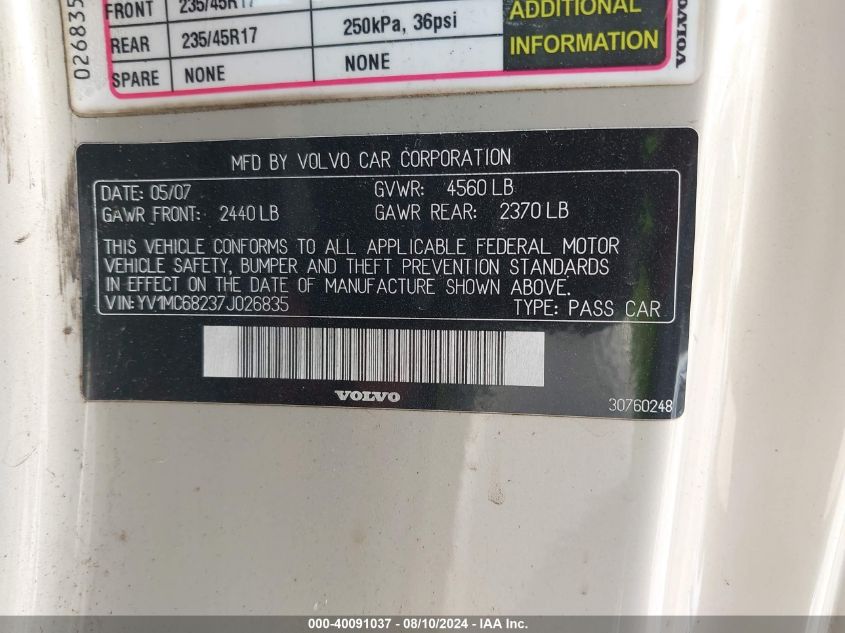 026835
FRONT 235/45R17
REAR 235/45R17 250kPa, 36psi
SPARE NONE NONE
ADDITIONAL
INFORMATION
VOLVO
MFD BY VOLVO CAR CORPORATION
DATE: 05/07 GVWR: 4560 LB
GAWR FRONT: 2440 LB GAWR REAR: 2370 LB
THIS VEHICLE CONFORMS TO ALL APPLICABLE FEDERAL MOTOR
VEHICLE SAFETY, BUMPER AND THEFT PREVENTION STANDARDS
IN EFFECT ON THE DATE OF MANUFACTURE SHOWN ABOVE.
VIN: YV1MC68237J026835 TYPE: PASS CAR
VOLVO
30760248
000-40091037 - 08/10/2024 - IAA Inc.